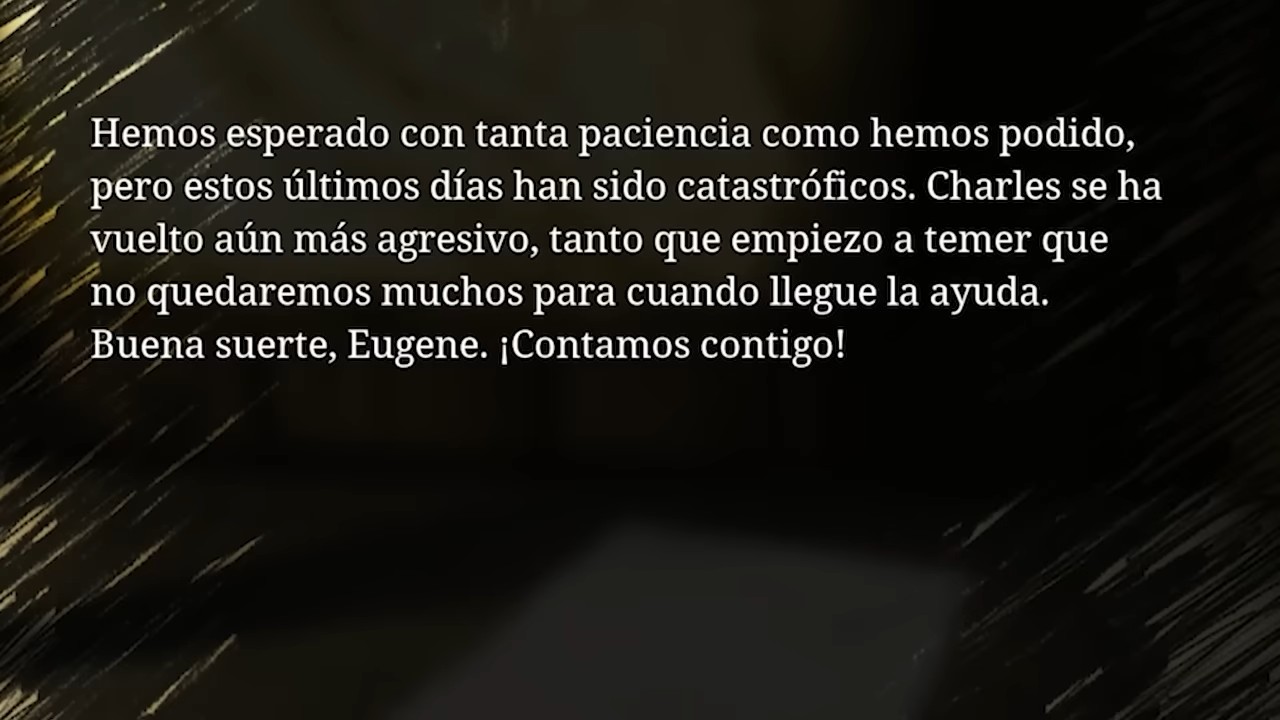 Hemos esperado con tanta paciencia como hemos podido,
pero estos últimos días han sido catastróficos. Charles se ha
vuelto aún más agresivo, tanto que empiezo a temer que
no quedaremos muchos para cuando llegue la ayuda.
Buena suerte, Eugene. ¡Contamos contigo!